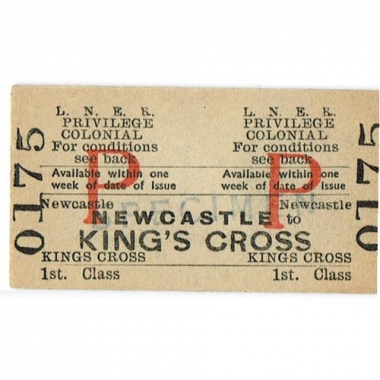 L. N. E. R. L. N. E. R.
PRIVILEGE PRIVILEGE
COLONIAL COLONIAL
For conditions For conditions
see back see back
Available within one Available within one
week of date of issue week of date of issue
Newcastle Newcastle
P P
SPECIMEN
NEWCASTLE to
KING'S CROSS
KINGS CROSS KINGS CROSS
1st. Class 1st. Class
0175 0175